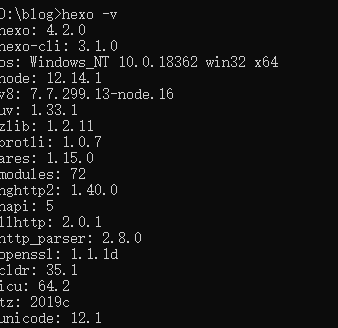 D:\blog>hexo -v
hexo: 4.2.0
hexo-cli: 3.1.0
os: Windows_NT 10.0.18362 win32 x64
node: 12.14.1
v8: 7.7.299.13-node.16
uv: 1.33.1
zlib: 1.2.11
brotli: 1.0.7
ares: 1.15.0
modules: 72
nghttp2: 1.40.0
napi: 5
llhttp: 2.0.1
http_parser: 2.8.0
openssl: 1.1.1d
cldr: 35.1
icu: 64.2
tz: 2019c
unicode: 12.1